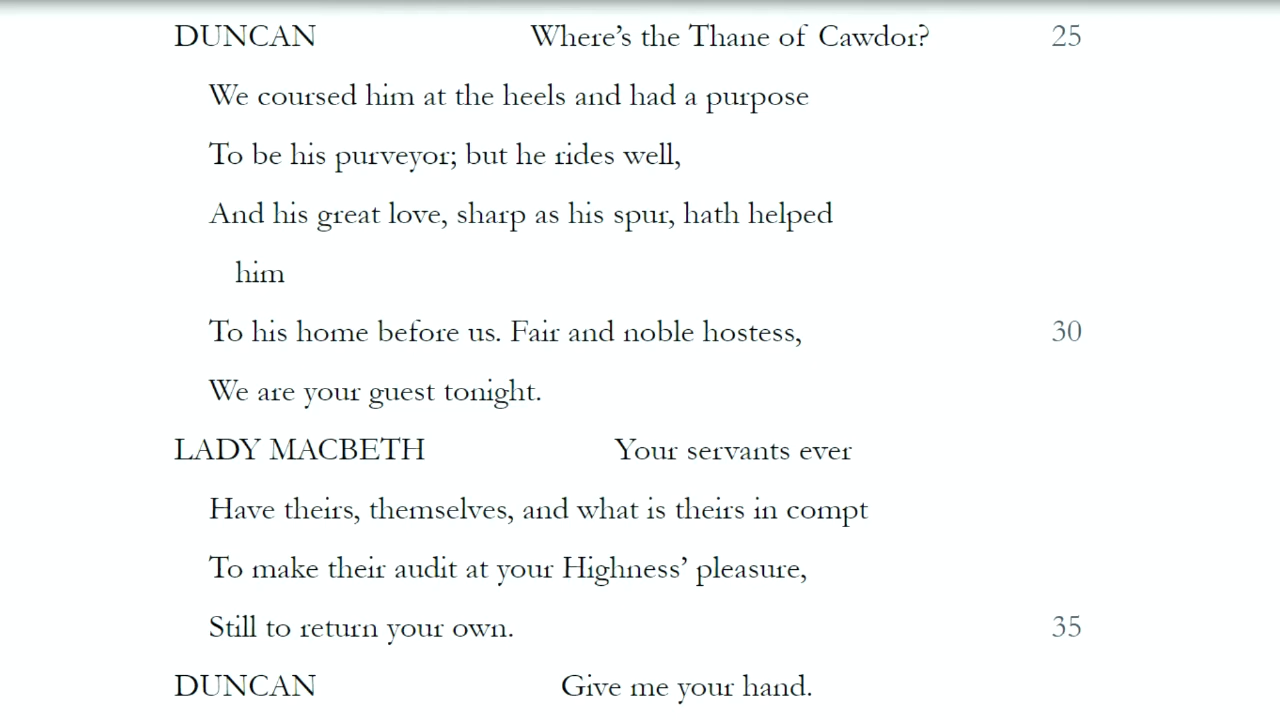 DUNCAN Where’s the Thane of Cawdor? 25
We coursed him at the heels and had a purpose
To be his purveyor; but he rides well,
And his great love, sharp as his spur, hath helped
him
To his home before us. Fair and noble hostess, 30
We are your guest tonight.
LADY MACBETH Your servants ever
Have theirs, themselves, and what is theirs in compt
To make their audit at your Highness’ pleasure,
Still to return your own. 35
DUNCAN Give me your hand.